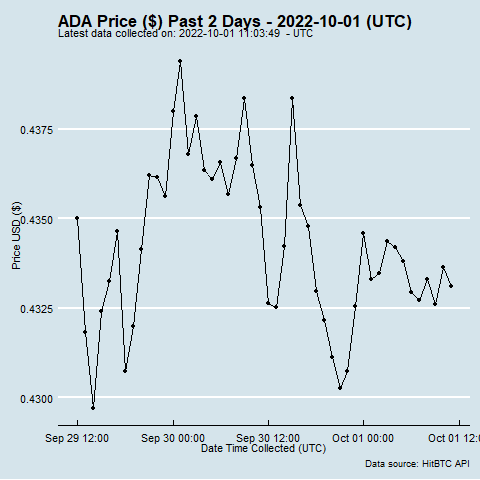 ADA Price ($) Past 2 Days - 2022-10-01 (UTC)
Latest data collected on: 2022-10-01 11:03:49 - UTC
Price USD ($)
0.4375
0.4350
0.4325
0.4300
Sep 29 12:00 Sep 30 00:00 Sep 30 12:00 Oct 01 00:00 Oct 01 12:
Date Time Collected (UTC)
Data source: HitBTC API